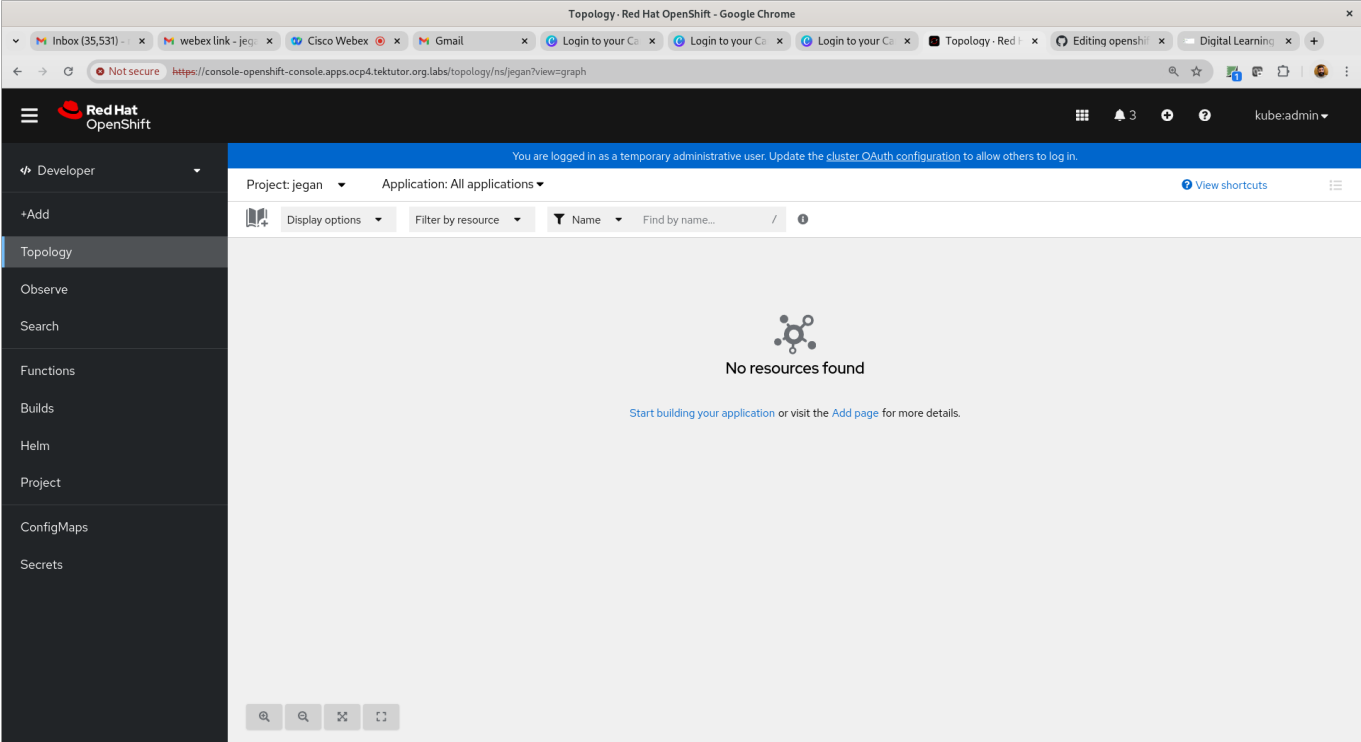 Topology · Red Hat OpenShift - Google Chrome
Inbox (35,531) - webex link - jeg Cisco Webex Gmail Login to your Ca Login to your Ca Login to your Ca Topology · Red H Editing openshif Digital Learning
Not secure https://console-openshift-console.apps.ocp4.tektutor.org.labs/topology/ns/jegan?view=graph 1
Red Hat
OpenShift
3 kube:admin
You are logged in as a temporary administrative user. Update the cluster OAuth configuration to allow others to log in.
Developer
Project: jegan Application: All applications View shortcuts
+Add
Display options Filter by resource Name Find by name... /
Topology
Observe
Search
Functions
Builds
Helm
Project
ConfigMaps
Secrets
No resources found
Start building your application or visit the Add page for more details.